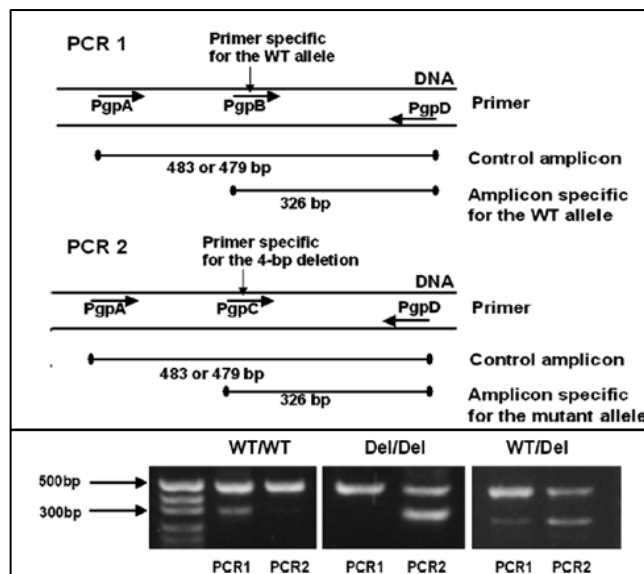 PCR 1
Primer specific
for the WT allele
DNA
PgpA
PgpB
PgpD
Primer
Control amplicon
483 or 479 bp
Amplicon specific
for the WT allele
326 bp
PCR 2
Primer specific
for the 4-bp deletion
DNA
PgpA
PgpC
PgpD
Primer
Control amplicon
483 or 479 bp
Amplicon specific
for the mutant allele
326 bp
WT/WT Del/Del WT/Del
500bp
300bp
PCR1 PCR2 PCR1 PCR2 PCR1 PCR2